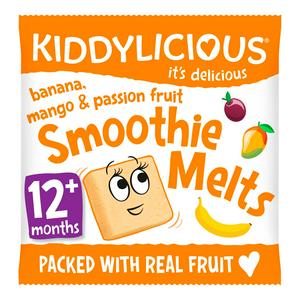 KIDDYLICIOUS®
it's delicious
banana,
mango & passion fruit
Smoothie
Melts
12+
months
PACKED WITH REAL FRUIT